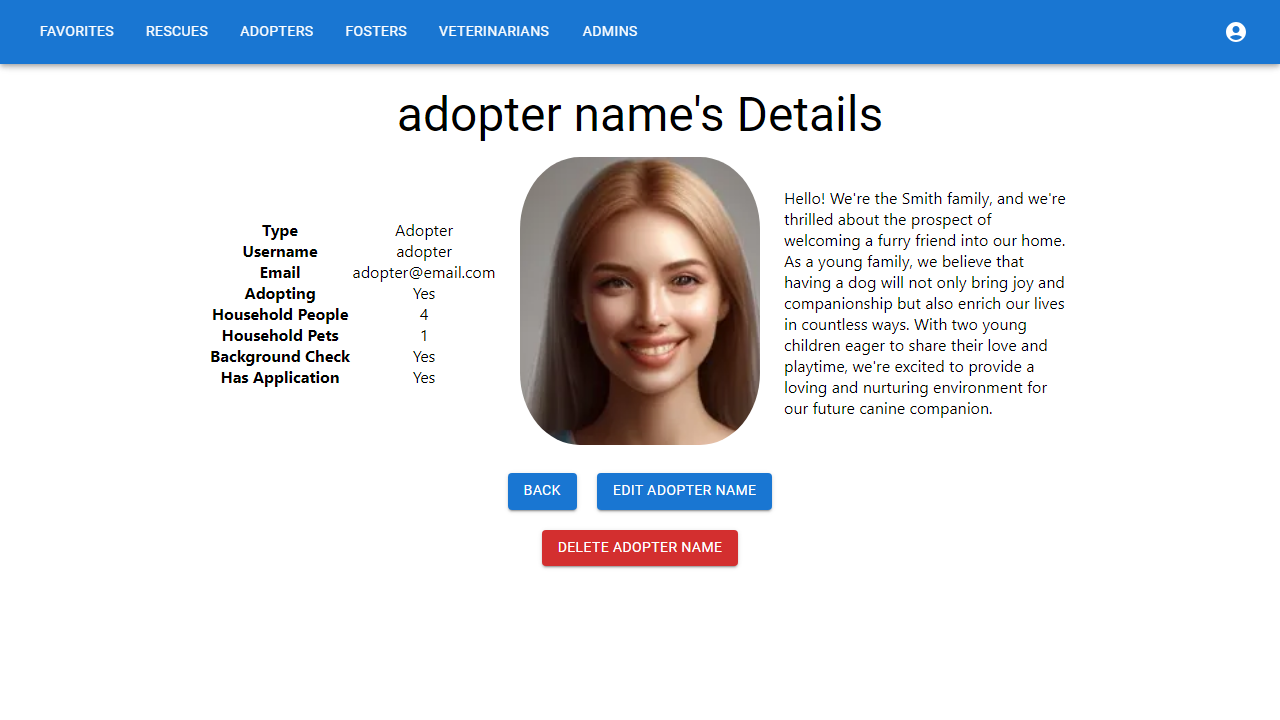 FAVORITES RESCUES ADOPTERS FOSTERS VETERINARIANS ADMINS
adopter name's Details
Type Adopter
Username adopter
Email adopter@email.com
Adopting Yes
Household People 4
Household Pets 1
Background Check Yes
Has Application Yes
Hello! We're the Smith family, and we're
thrilled about the prospect of
welcoming a furry friend into our home.
As a young family, we believe that
having a dog will not only bring joy and
companionship but also enrich our lives
in countless ways. With two young
children eager to share their love and
playtime, we're excited to provide a
loving and nurturing environment for
our future canine companion.
BACK EDIT ADOPTER NAME
DELETE ADOPTER NAME